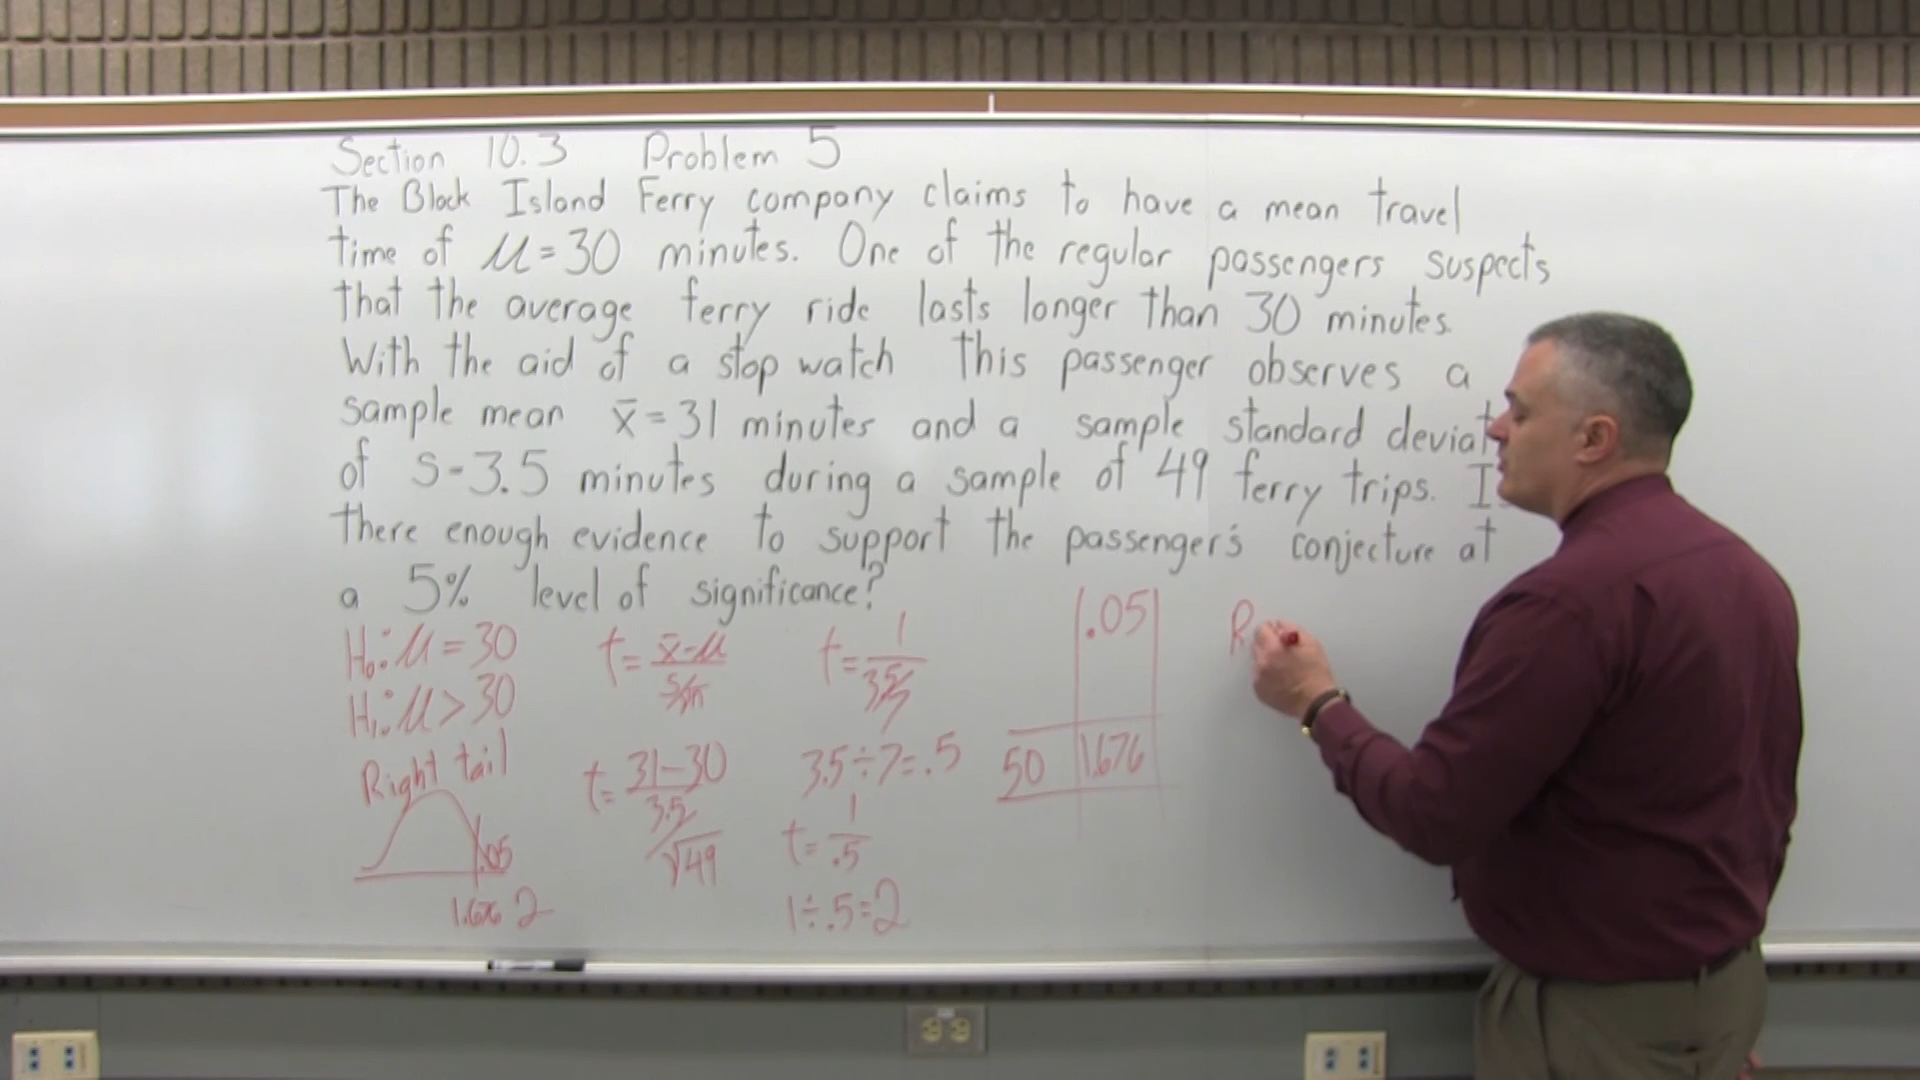 Section 10.3 Problem 5
The Block Island Ferry company claims to have a mean travel
time of μ = 30 minutes. One of the regular passengers suspects
that the average ferry ride lasts longer than 30 minutes.
With the aid of a stop watch this passenger observes a
sample mean x̄ = 31 minutes and a sample standard deviat
of S - 3.5 minutes during a sample of 49 ferry trips. I
there enough evidence to support the passenger's conjecture at
a 5% level of significance?
H₀: μ = 30
H₁: μ > 30
Right tail
.05
1.676 2
t = x̄-μ
s/√n
t = 31-30
3.5/√49
t = 1
3.5/7
3.5÷7=.5
t = 1
.5
1÷.5=2
.05
50 1.676
R